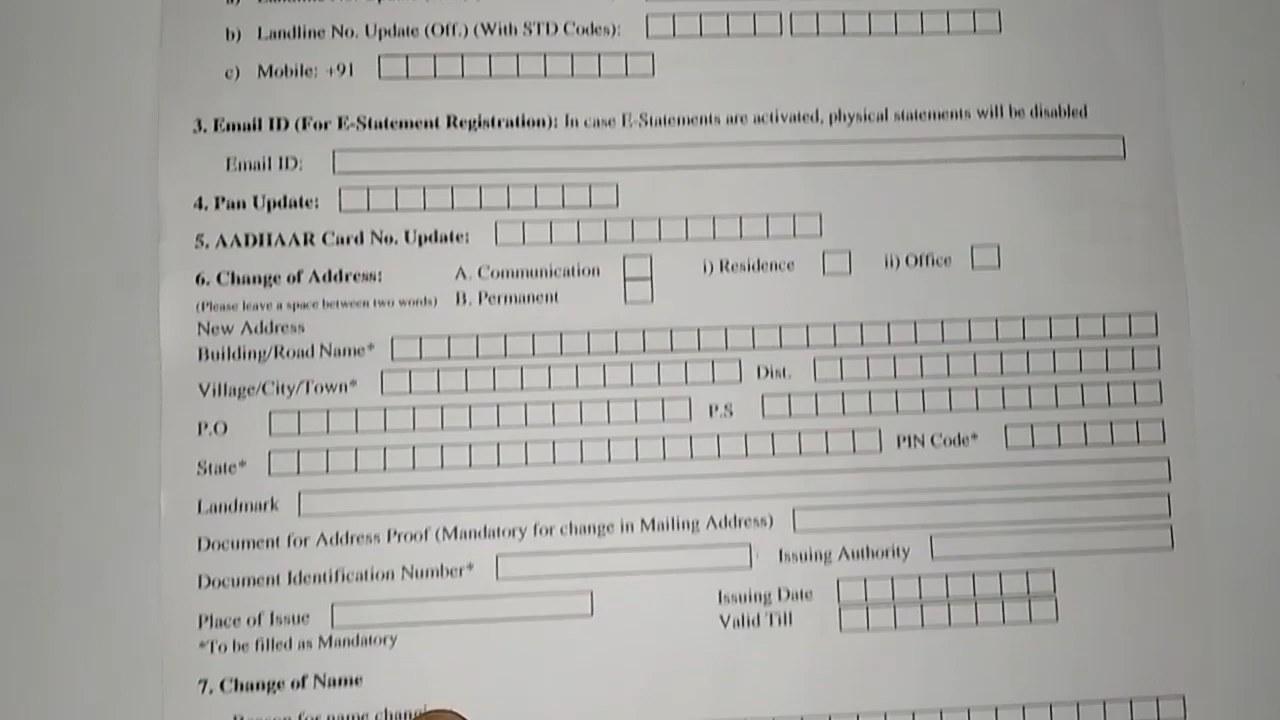 b) Landline No. Update (Off.) (With STD Codes):
c) Mobile: +91
3. Email ID (For E-Statement Registration): In case E-Statements are activated, physical statements will be disabled
Email ID:
4. Pan Update:
5. AADHAAR Card No. Update:
6. Change of Address: A. Communication i) Residence ii) Office
(Please leave a space between two words) B. Permanent
New Address
Building/Road Name*
Village/City/Town* Dist.
P.O P.S
State* PIN Code*
Landmark
Document for Address Proof (Mandatory for change in Mailing Address)
Document Identification Number* Issuing Authority
Place of Issue Issuing Date
Valid Till
*To be filled as Mandatory
7. Change of Name
Reason for name